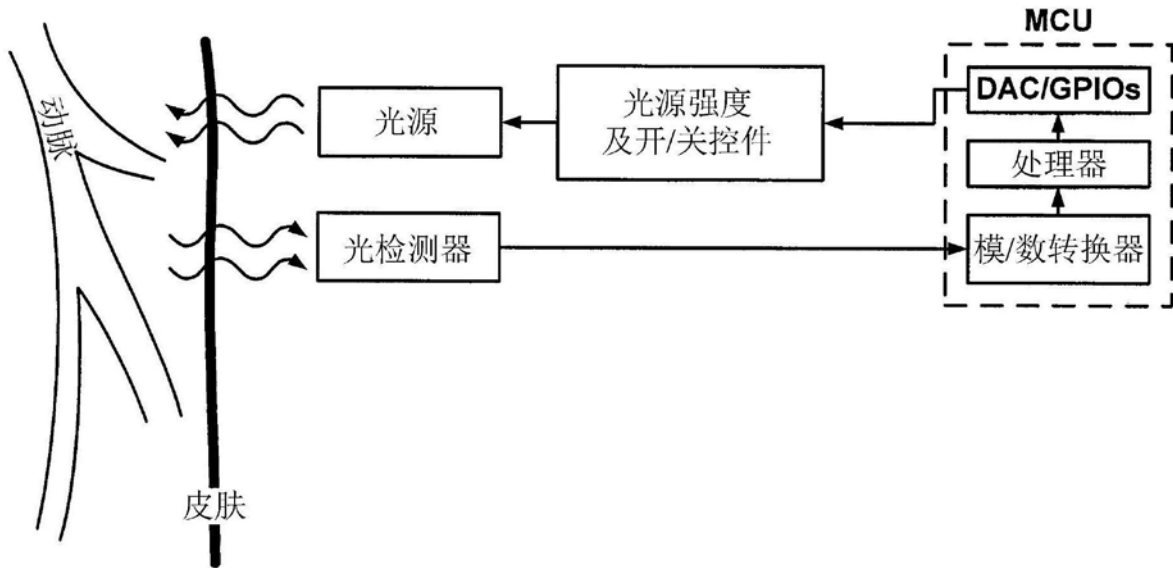 MCU
动脉
光源
光源强度
及开/关控件
DAC/GPIOs
处理器
光检测器
模/数转换器
皮肤